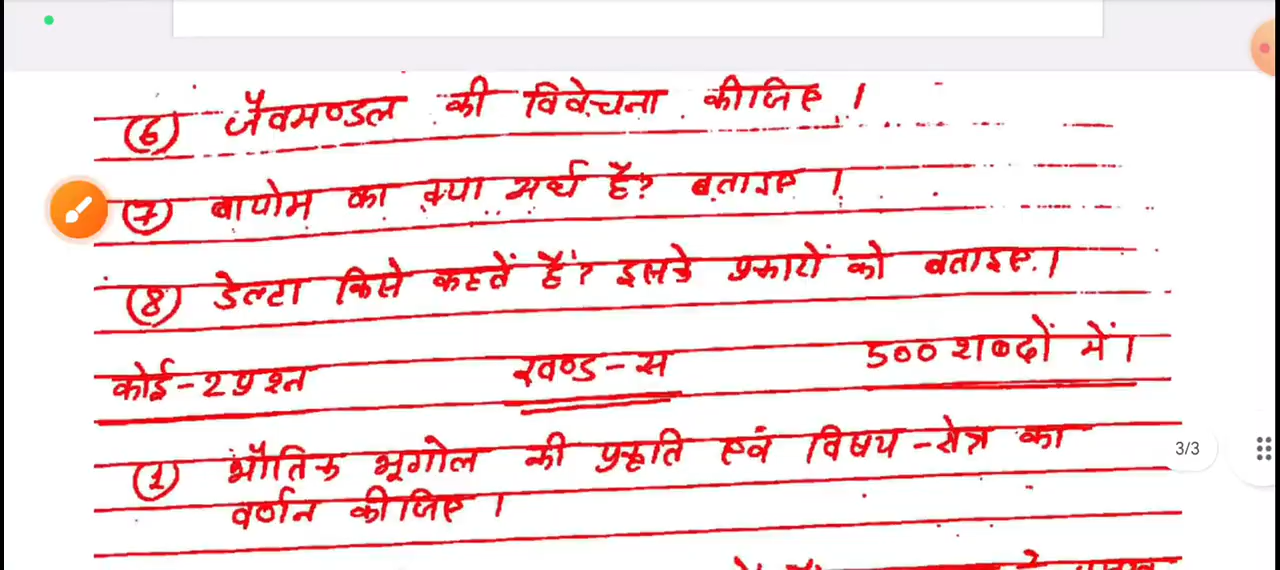 (6) जैवमण्डल की विवेचना कीजिए।
(7) बायोम का क्या अर्थ है? बताइए।
(8) डेल्टा किसे कहतें हैं? इसके प्रकारों को बताइए।
कोई-2 प्रश्न खण्ड-स 500 शब्दों में।
(1) भौतिक भूगोल की प्रकृति एवं विषय-क्षेत्र का
3/3
वर्णन कीजिए।